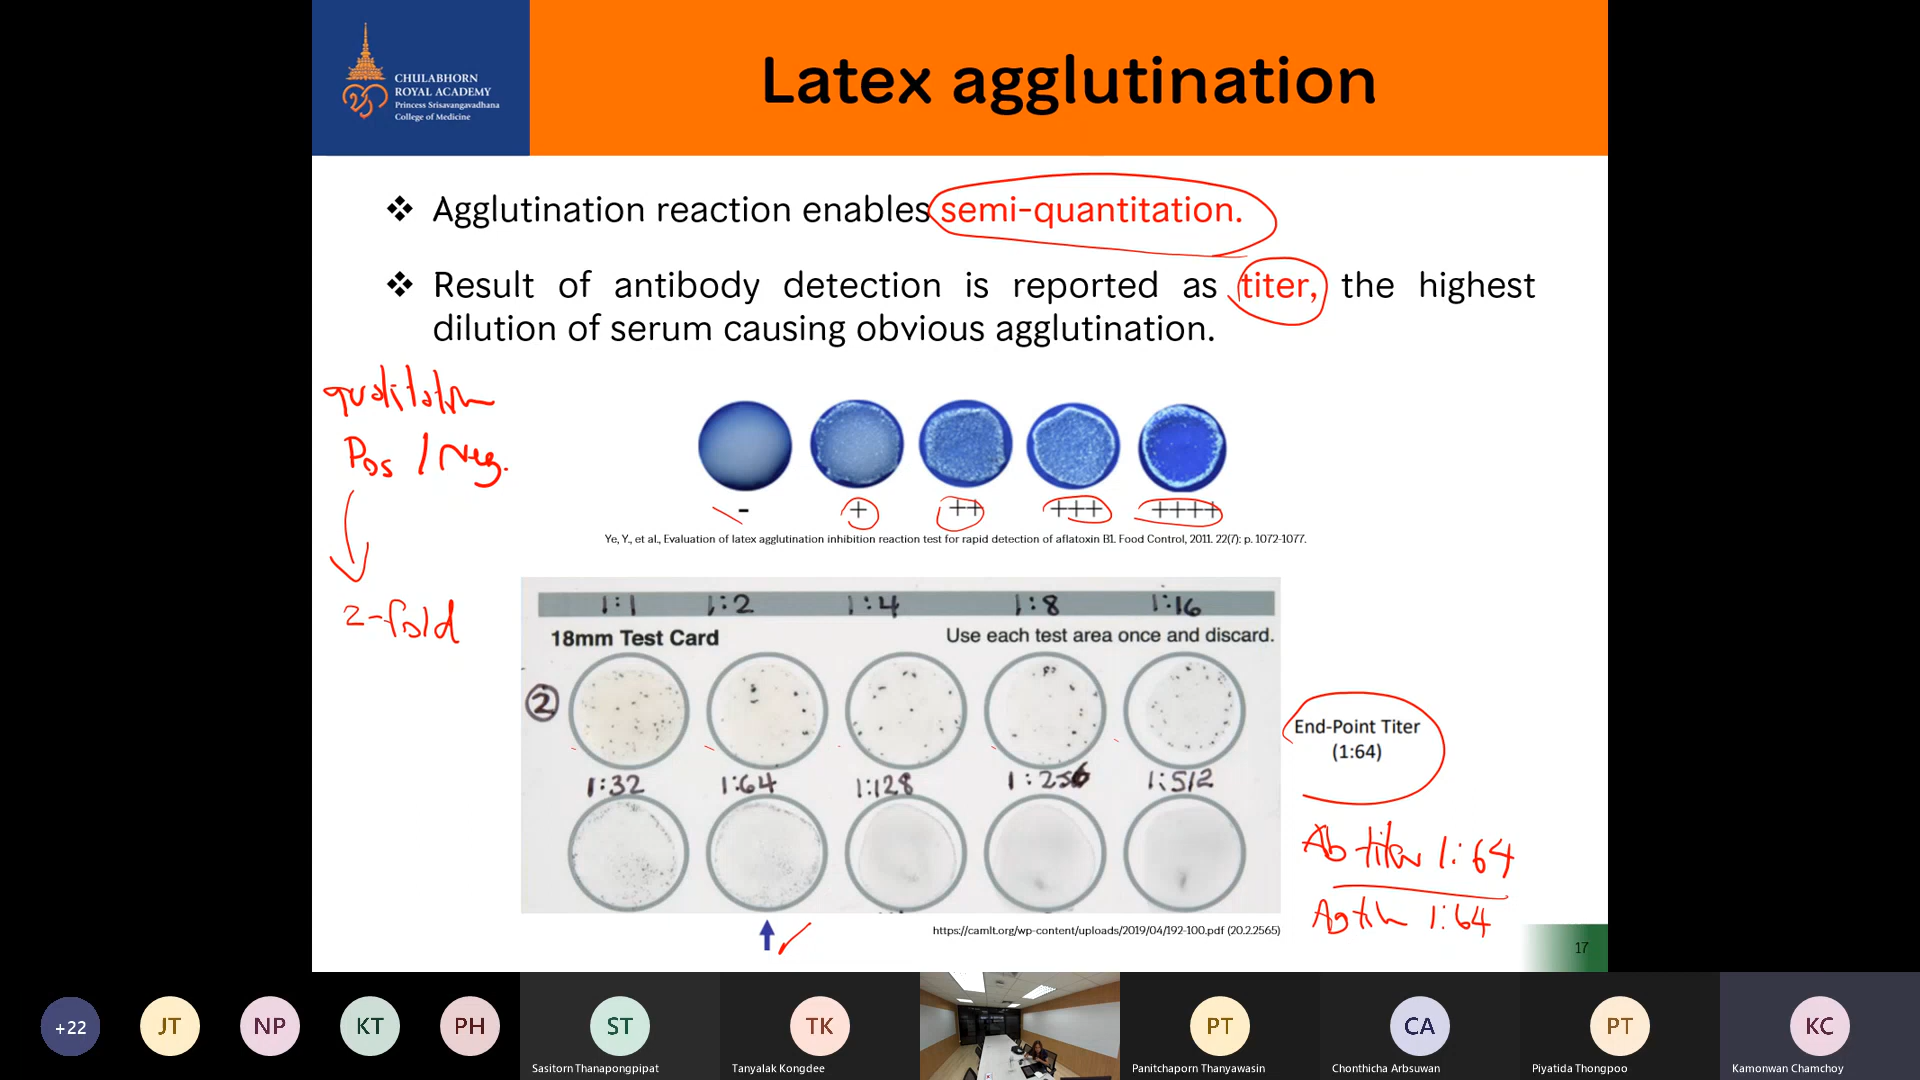 CHULABHORN
ROYAL ACADEMY
Princess Srisavangavadhana
College of Medicine
Latex agglutination
❖ Agglutination reaction enables semi-quantitation.
❖ Result of antibody detection is reported as titer, the highest
dilution of serum causing obvious agglutination.
Pos / Neg.
2-fold
- + ++ +++ ++++
Ye, Y., et al., Evaluation of latex agglutination inhibition reaction test for rapid detection of aflatoxin B1. Food Control, 2011. 22(7): p. 1072-1077.
1:1 1:2 1:4 1:8 1:16
18mm Test Card Use each test area once and discard.
2
1:32 1:64 1:128 1:256 1:512
End-Point Titer
(1:64)
Ab titer 1:64
1:64
https://camlt.org/wp-content/uploads/2019/04/192-100.pdf (20.2.2565)
17
+22 JT NP KT PH ST TK PT CA PT KC
Sasitorn Thanapongpipat Tanyalak Kongdee Panitchaporn Thanyawasin Chonthicha Arbsuwan Piyatida Thongpoo Kamonwan Chamchoy